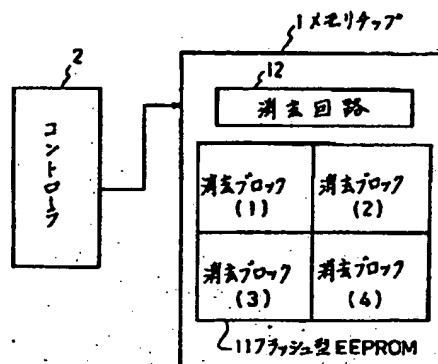 1メモリチップ
2
12
コントローラ
消去回路
消去ブロック
(1)
消去ブロック
(2)
消去ブロック
(3)
消去ブロック
(4)
11フラッシュ型EEPROM